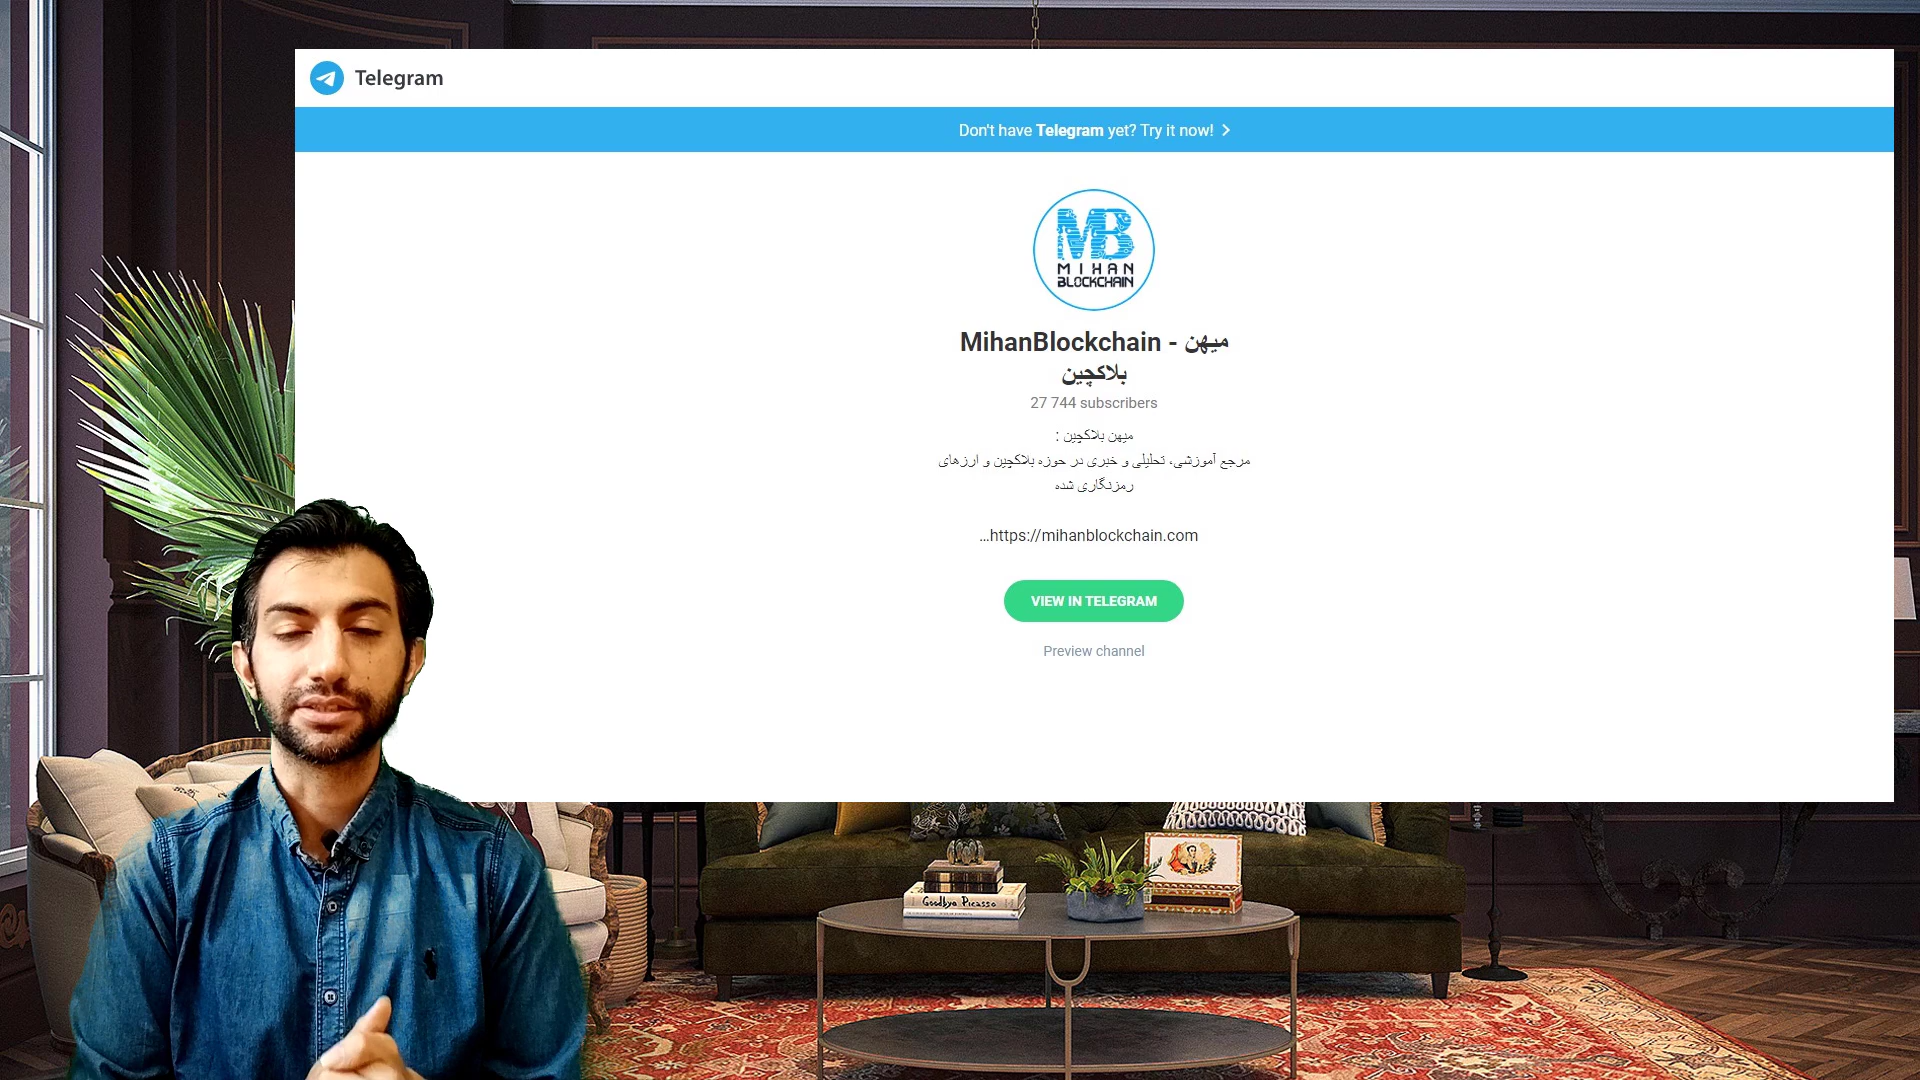 Telegram
Don't have Telegram yet? Try it now!
MB
MIHAN
BLOCKCHAIN
MihanBlockchain - میهن
بلاکچین
27 744 subscribers
میهن بلاکچین :
مرجع آموزشی، تحلیلی و خبری در حوزه بلاکچین و ارزهای
رمزنگاری شده
...https://mihanblockchain.com
VIEW IN TELEGRAM
Preview channel
Goodbye Picasso